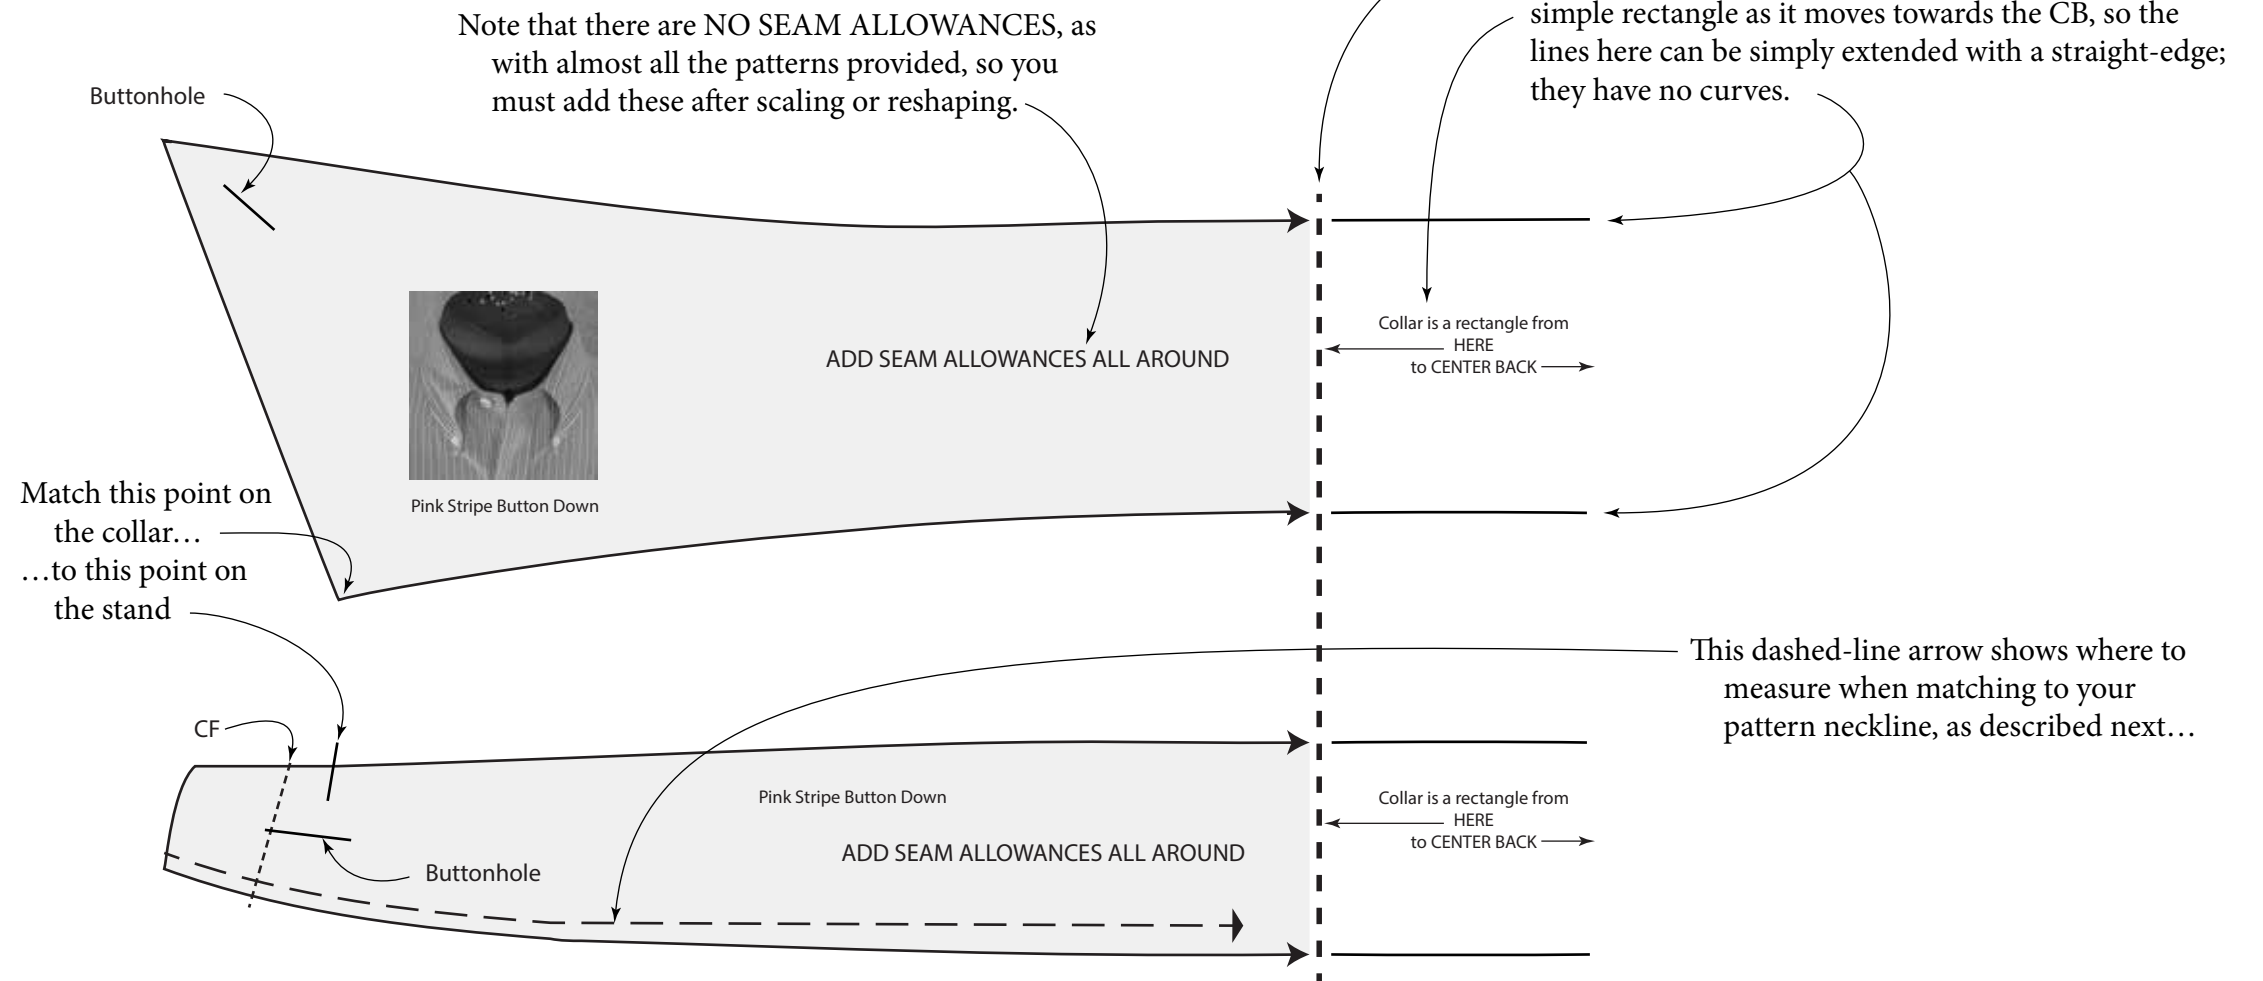 Note that there are NO SEAM ALLOWANCES, as
with almost all the patterns provided, so you
must add these after scaling or reshaping.
simple rectangle as it moves towards the CB, so the
lines here can be simply extended with a straight-edge;
they have no curves.
Buttonhole
Collar is a rectangle from
HERE
to CENTER BACK
ADD SEAM ALLOWANCES ALL AROUND
Pink Stripe Button Down
Match this point on
the collar…
…to this point on
the stand
This dashed-line arrow shows where to
measure when matching to your
pattern neckline, as described next…
CF
Pink Stripe Button Down
Collar is a rectangle from
HERE
to CENTER BACK
ADD SEAM ALLOWANCES ALL AROUND
Buttonhole